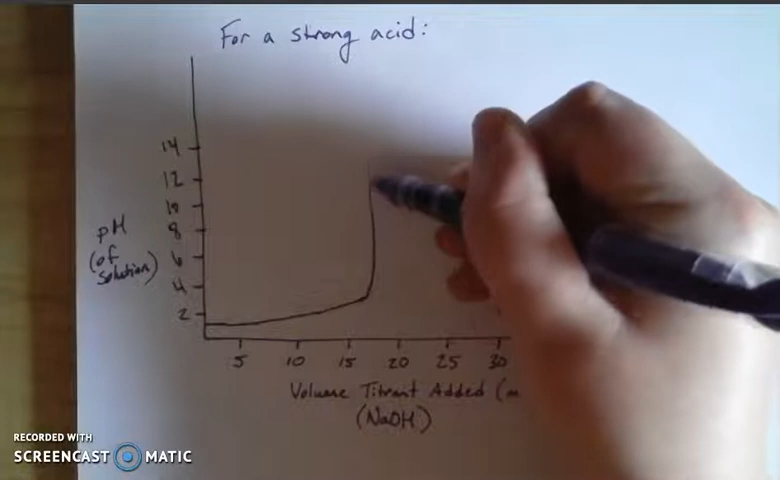 For a strong acid:
14
12
10
8
6
4
2
pH
(of
solution)
5 10 15 20 25 30
Volume Titrant Added (m
(NaOH)
RECORDED WITH
SCREENCAST MATIC